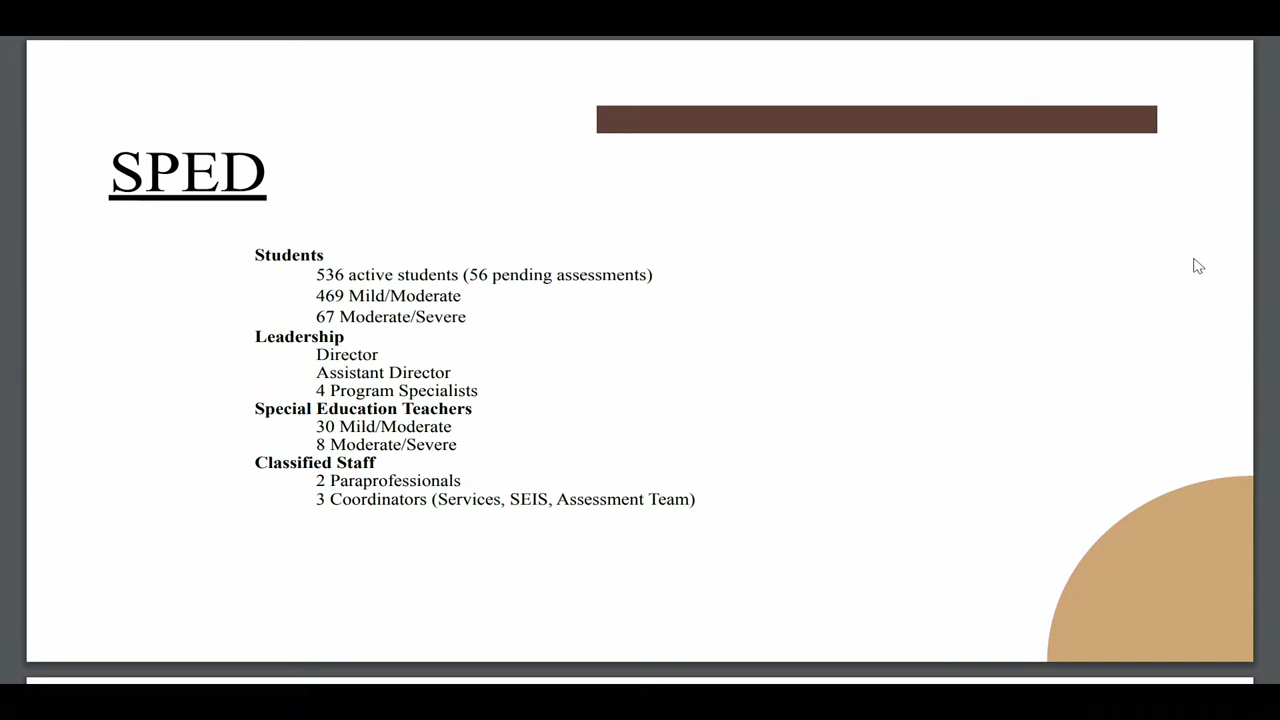 SPED
Students
536 active students (56 pending assessments)
469 Mild/Moderate
67 Moderate/Severe
Leadership
Director
Assistant Director
4 Program Specialists
Special Education Teachers
30 Mild/Moderate
8 Moderate/Severe
Classified Staff
2 Paraprofessionals
3 Coordinators (Services, SEIS, Assessment Team)